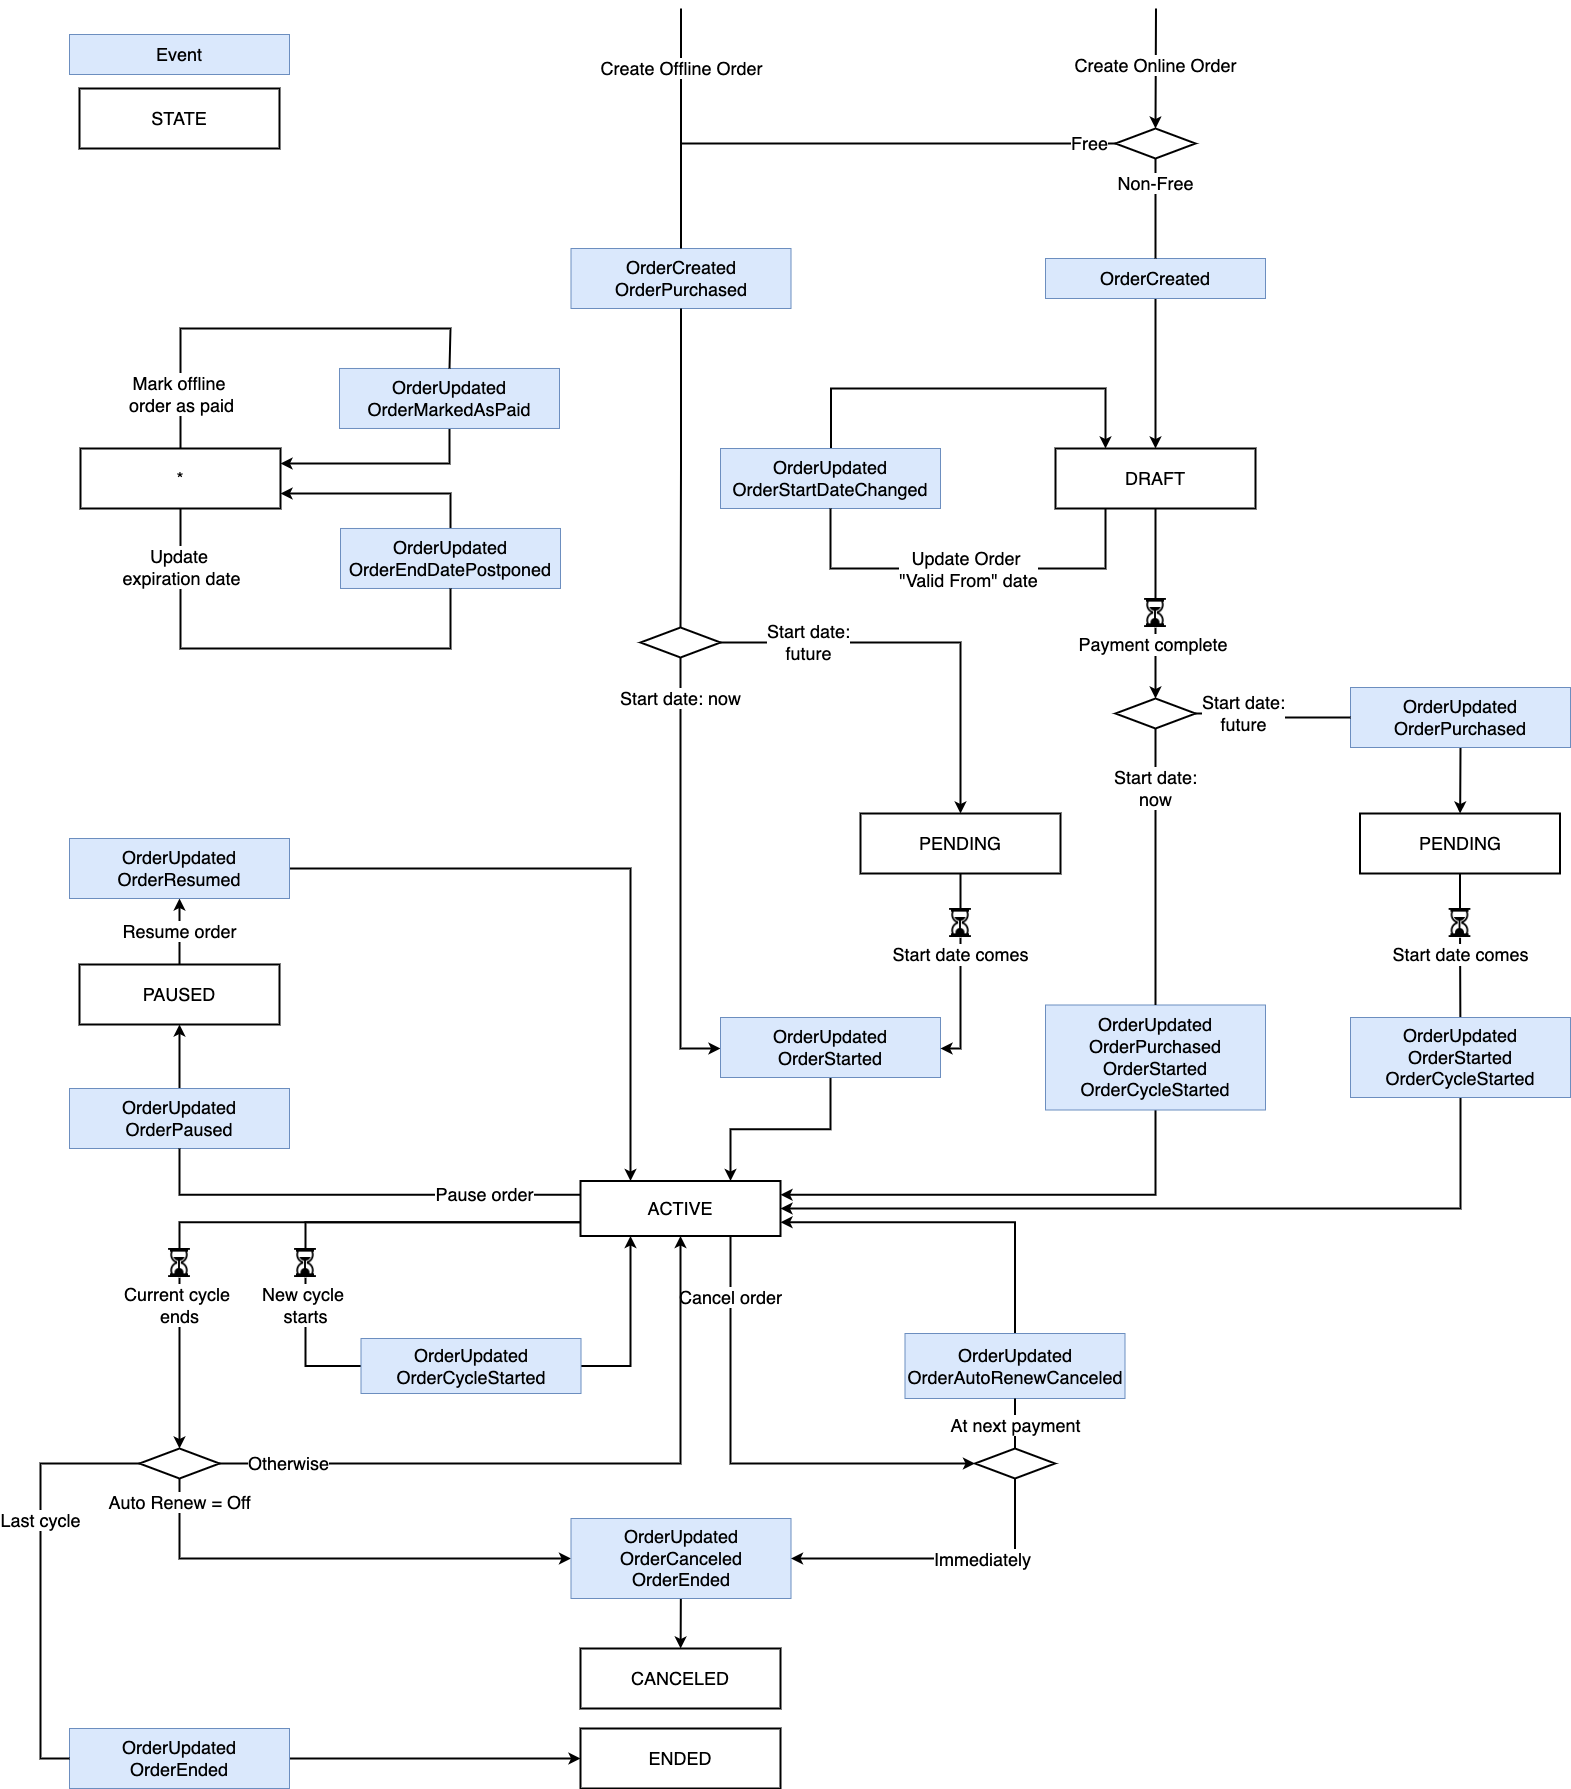 Create Offline Order
Create Online Order
Event
STATE
Free
Non-Free
OrderCreated
OrderPurchased
OrderCreated
Mark offline
order as paid
OrderUpdated
OrderMarkedAsPaid
*
Update
expiration date
OrderUpdated
OrderEndDatePostponed
OrderUpdated
OrderStartDateChanged
DRAFT
Update Order
"Valid From" date
Start date:
future
Start date: now
Payment complete
Start date:
future
OrderUpdated
OrderPurchased
Start date:
now
PENDING
PENDING
OrderUpdated
OrderResumed
Resume order
PAUSED
Start date comes
Start date comes
OrderUpdated
OrderStarted
OrderUpdated
OrderPurchased
OrderStarted
OrderCycleStarted
OrderUpdated
OrderStarted
OrderCycleStarted
OrderUpdated
OrderPaused
Pause order
ACTIVE
Current cycle
ends
New cycle
starts
Cancel order
OrderUpdated
OrderCycleStarted
OrderUpdated
OrderAutoRenewCanceled
At next payment
Otherwise
Auto Renew = Off
Last cycle
OrderUpdated
OrderCanceled
OrderEnded
Immediately
CANCELED
OrderUpdated
OrderEnded
ENDED